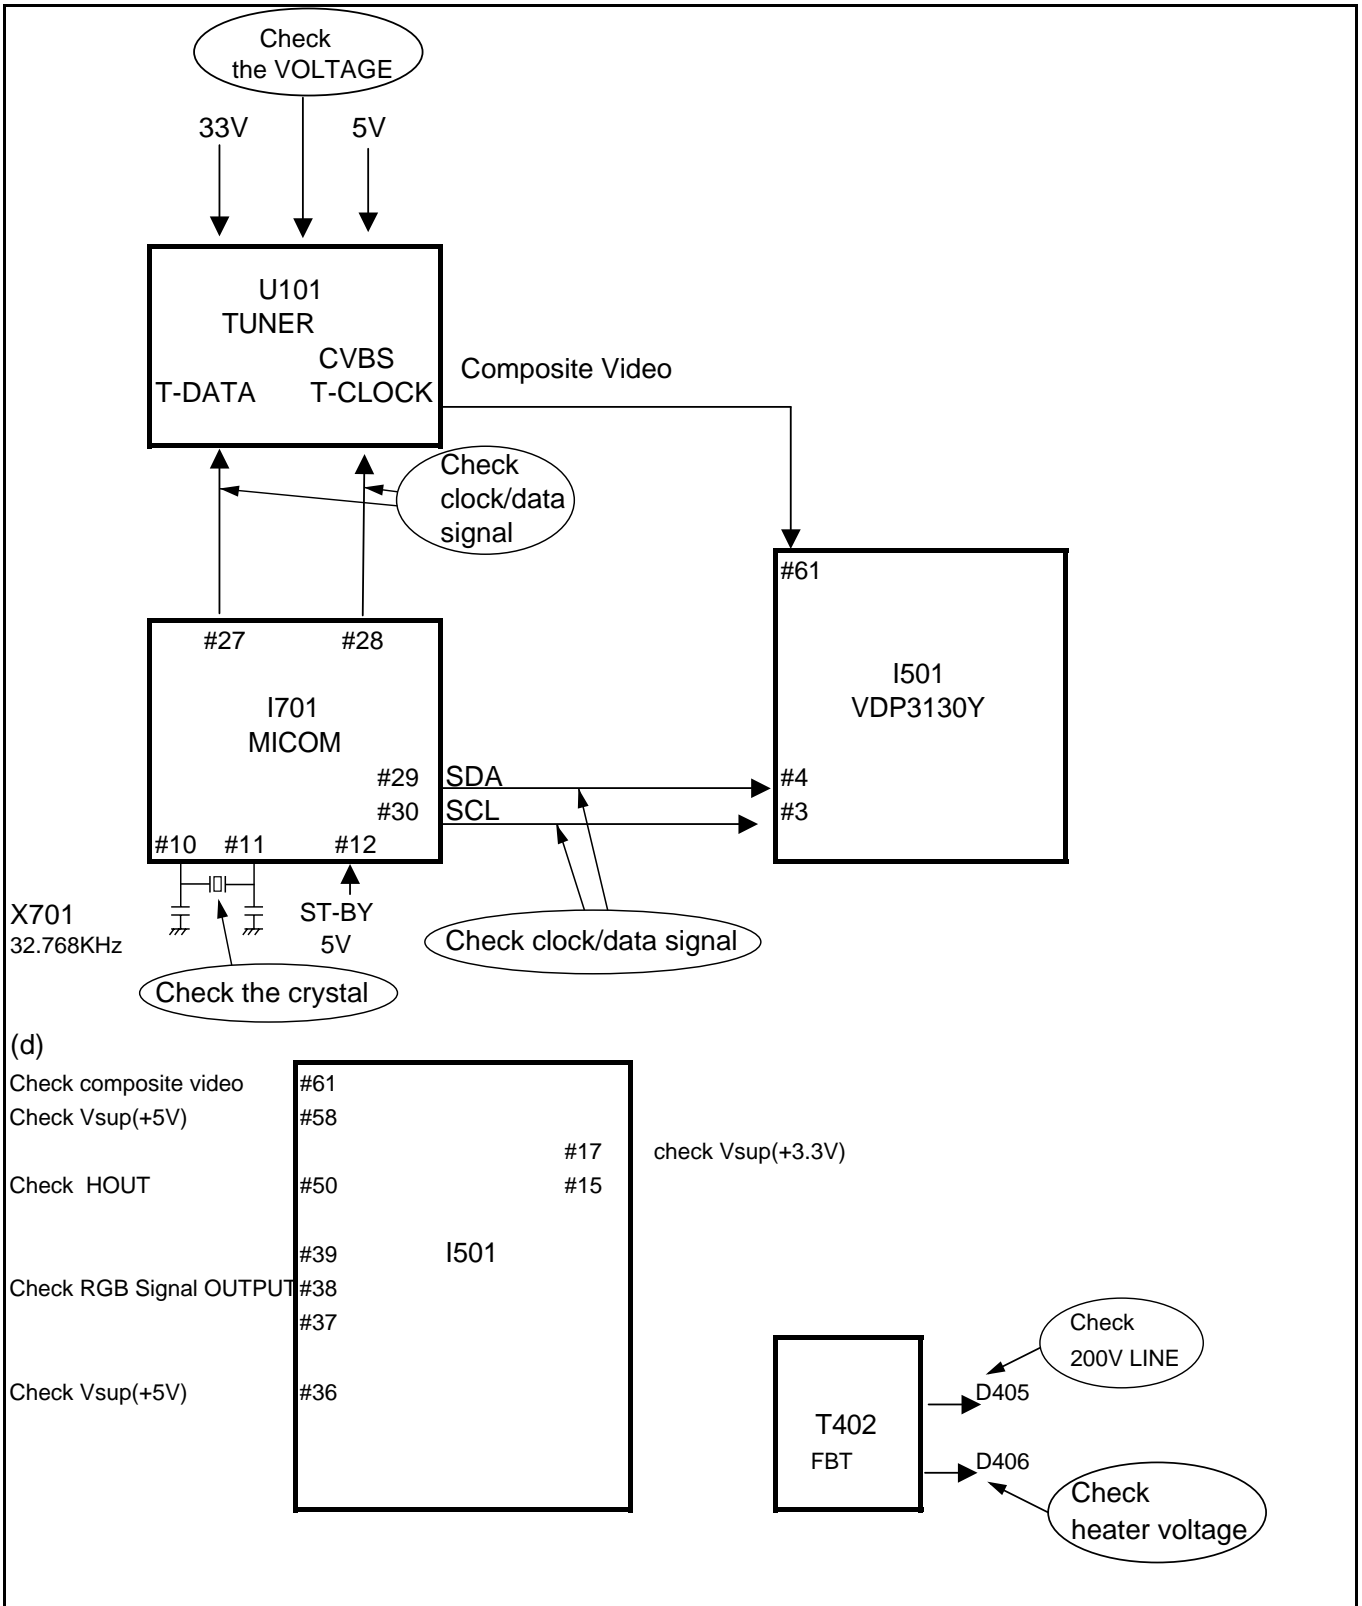 Check
the VOLTAGE
33V 5V
U101
TUNER
CVBS
T-DATA T-CLOCK
Composite Video
Check
clock/data
signal
#61
#27 #28
I501
VDP3130Y
I701
MICOM
#29 SDA #4
#30 SCL #3
#10 #11 #12
X701
32.768KHz
ST-BY
5V
Check clock/data signal
Check the crystal
(d)
Check composite video #61
Check Vsup(+5V) #58
#17 check Vsup(+3.3V)
Check HOUT #50 #15
#39 I501
Check RGB Signal OUTPUT #38
#37
Check Vsup(+5V) #36
Check
200V LINE
D405
T402
FBT
D406
Check
heater voltage